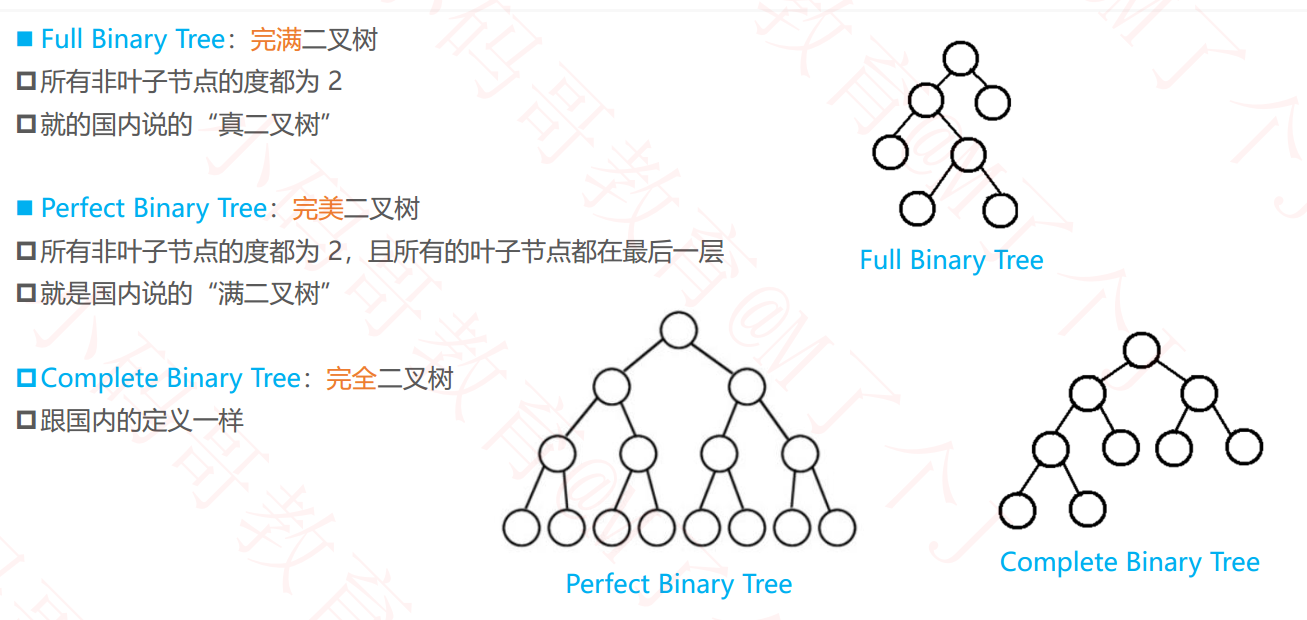 Full Binary Tree：完满二叉树
所有非叶子节点的度都为 2
就的国内说的“真二叉树”
Perfect Binary Tree：完美二叉树
所有非叶子节点的度都为 2，且所有的叶子节点都在最后一层
就是国内说的“满二叉树”
Complete Binary Tree：完全二叉树
跟国内的定义一样
Full Binary Tree
Perfect Binary Tree
Complete Binary Tree
小码哥教育@M了个J